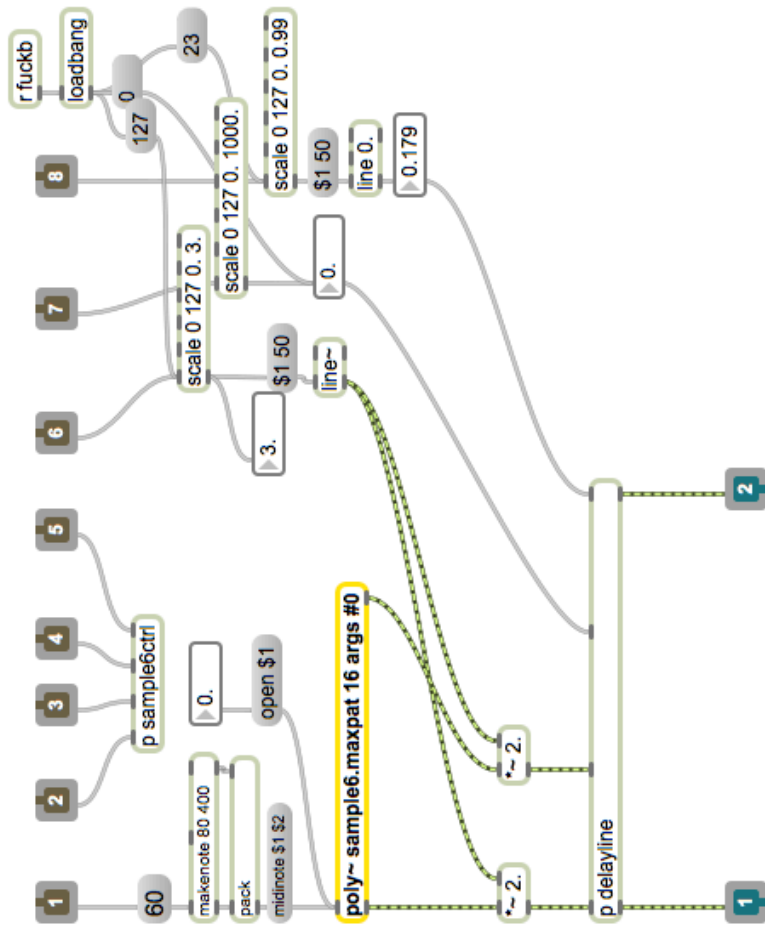 r fuckb
1 2 3 4 5 6 7 8
loadbang
0
127
p sample6ctrl
60
23
scale 0 127 0. 3.
makenote 80 400
0.
scale 0 127 0. 1000.
pack
open $1
3.
scale 0 127 0. 0.99
midinote $1 $2
$1 50
$1 50
line~
0.
poly~ sample6.maxpat 16 args #0
line 0.
0.179
*~ 2.
*~ 2.
p delayline
1 2